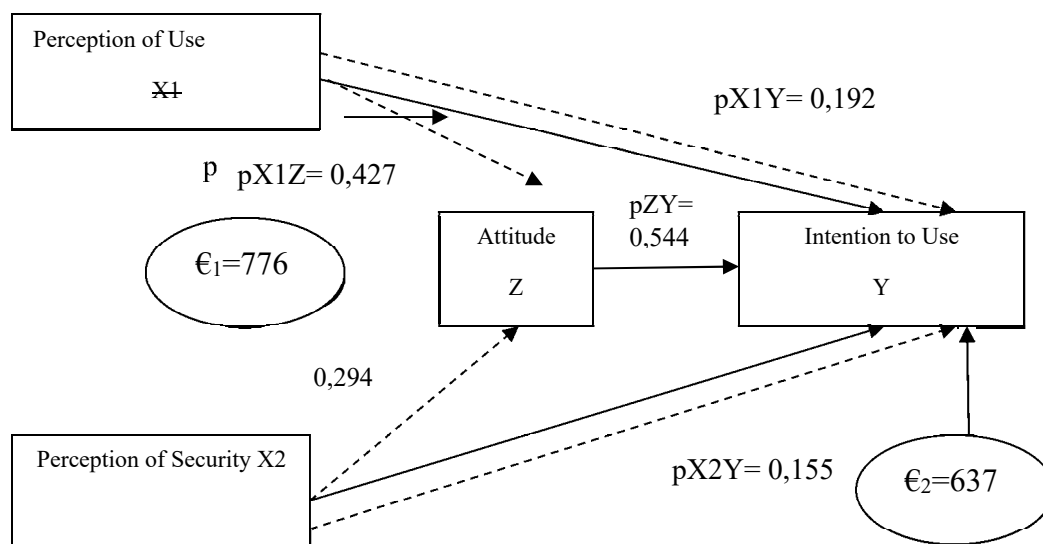 Perception of Use
X1
pX1Y= 0,192
p pX1Z= 0,427
pZY=
0,544
Attitude
Z
Intention to Use
Y
€1=776
0,294
Perception of Security X2
pX2Y= 0,155
€2=637